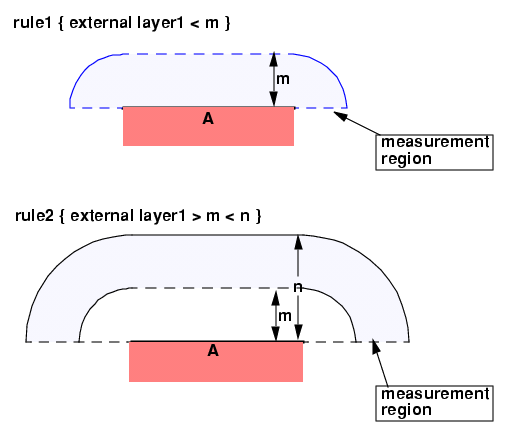 rule1 { external layer1 < m }
m
A
measurement
region
rule2 { external layer1 > m < n }
n
m
A
measurement
region